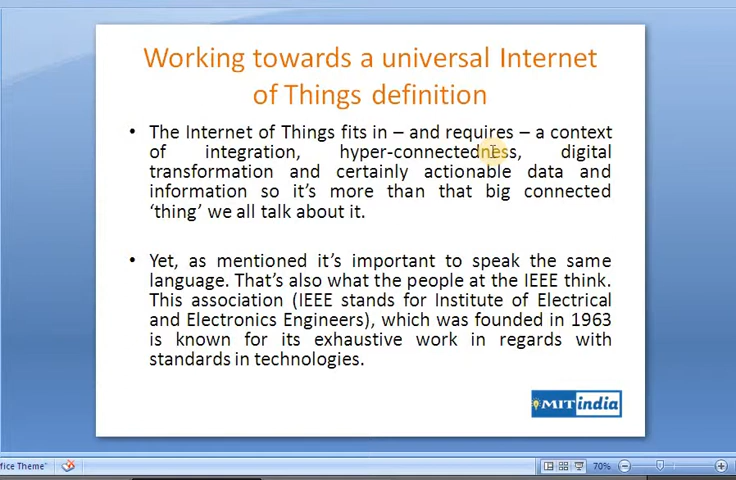 Working towards a universal Internet
of Things definition
• The Internet of Things fits in – and requires – a context
of integration, hyper-connectedness, digital
transformation and certainly actionable data and
information so it’s more than that big connected
‘thing’ we all talk about it.
• Yet, as mentioned it’s important to speak the same
language. That’s also what the people at the IEEE think.
This association (IEEE stands for Institute of Electrical
and Electronics Engineers), which was founded in 1963
is known for its exhaustive work in regards with
standards in technologies.
MIT india
ffice Theme"
70%